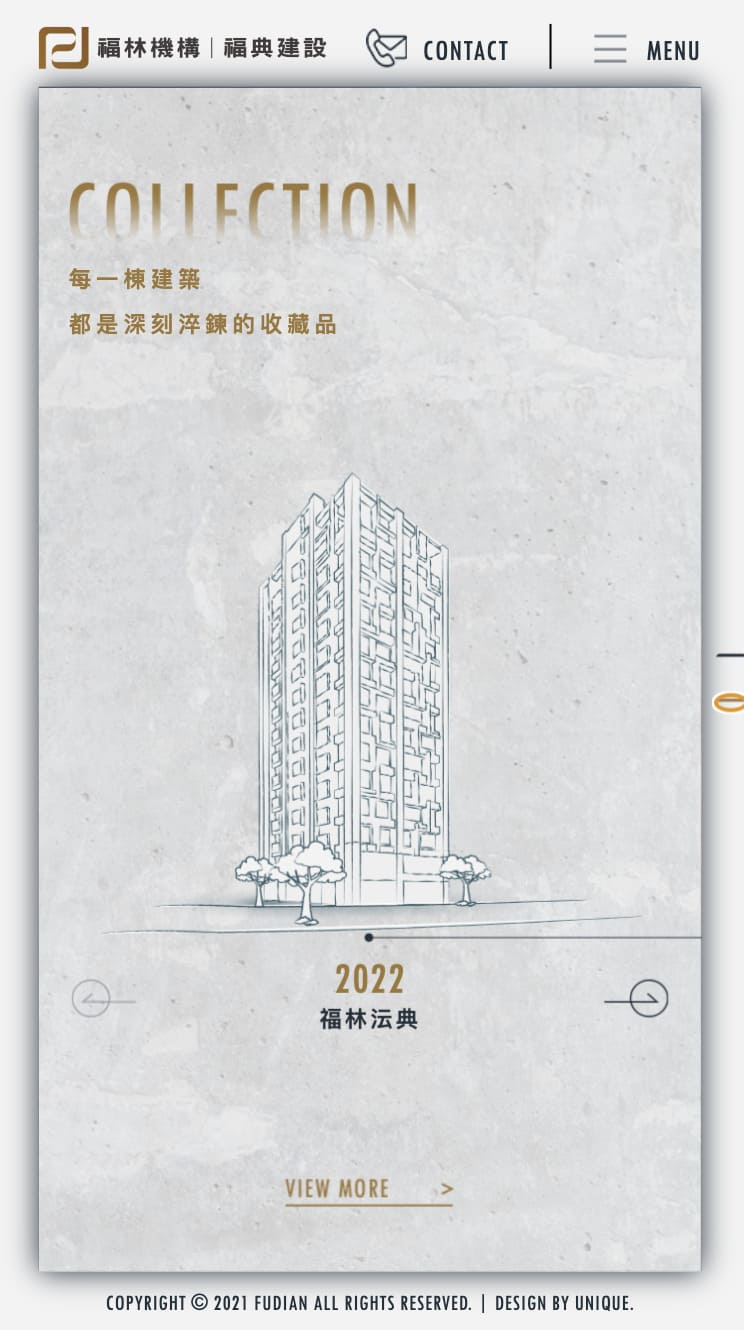 福林機構｜福典建設
CONTACT
MENU
COLLECTION
每一棟建築
都是深刻淬鍊的收藏品
2022
福林沄典
VIEW MORE >
COPYRIGHT © 2021 FUDIAN ALL RIGHTS RESERVED. | DESIGN BY UNIQUE.